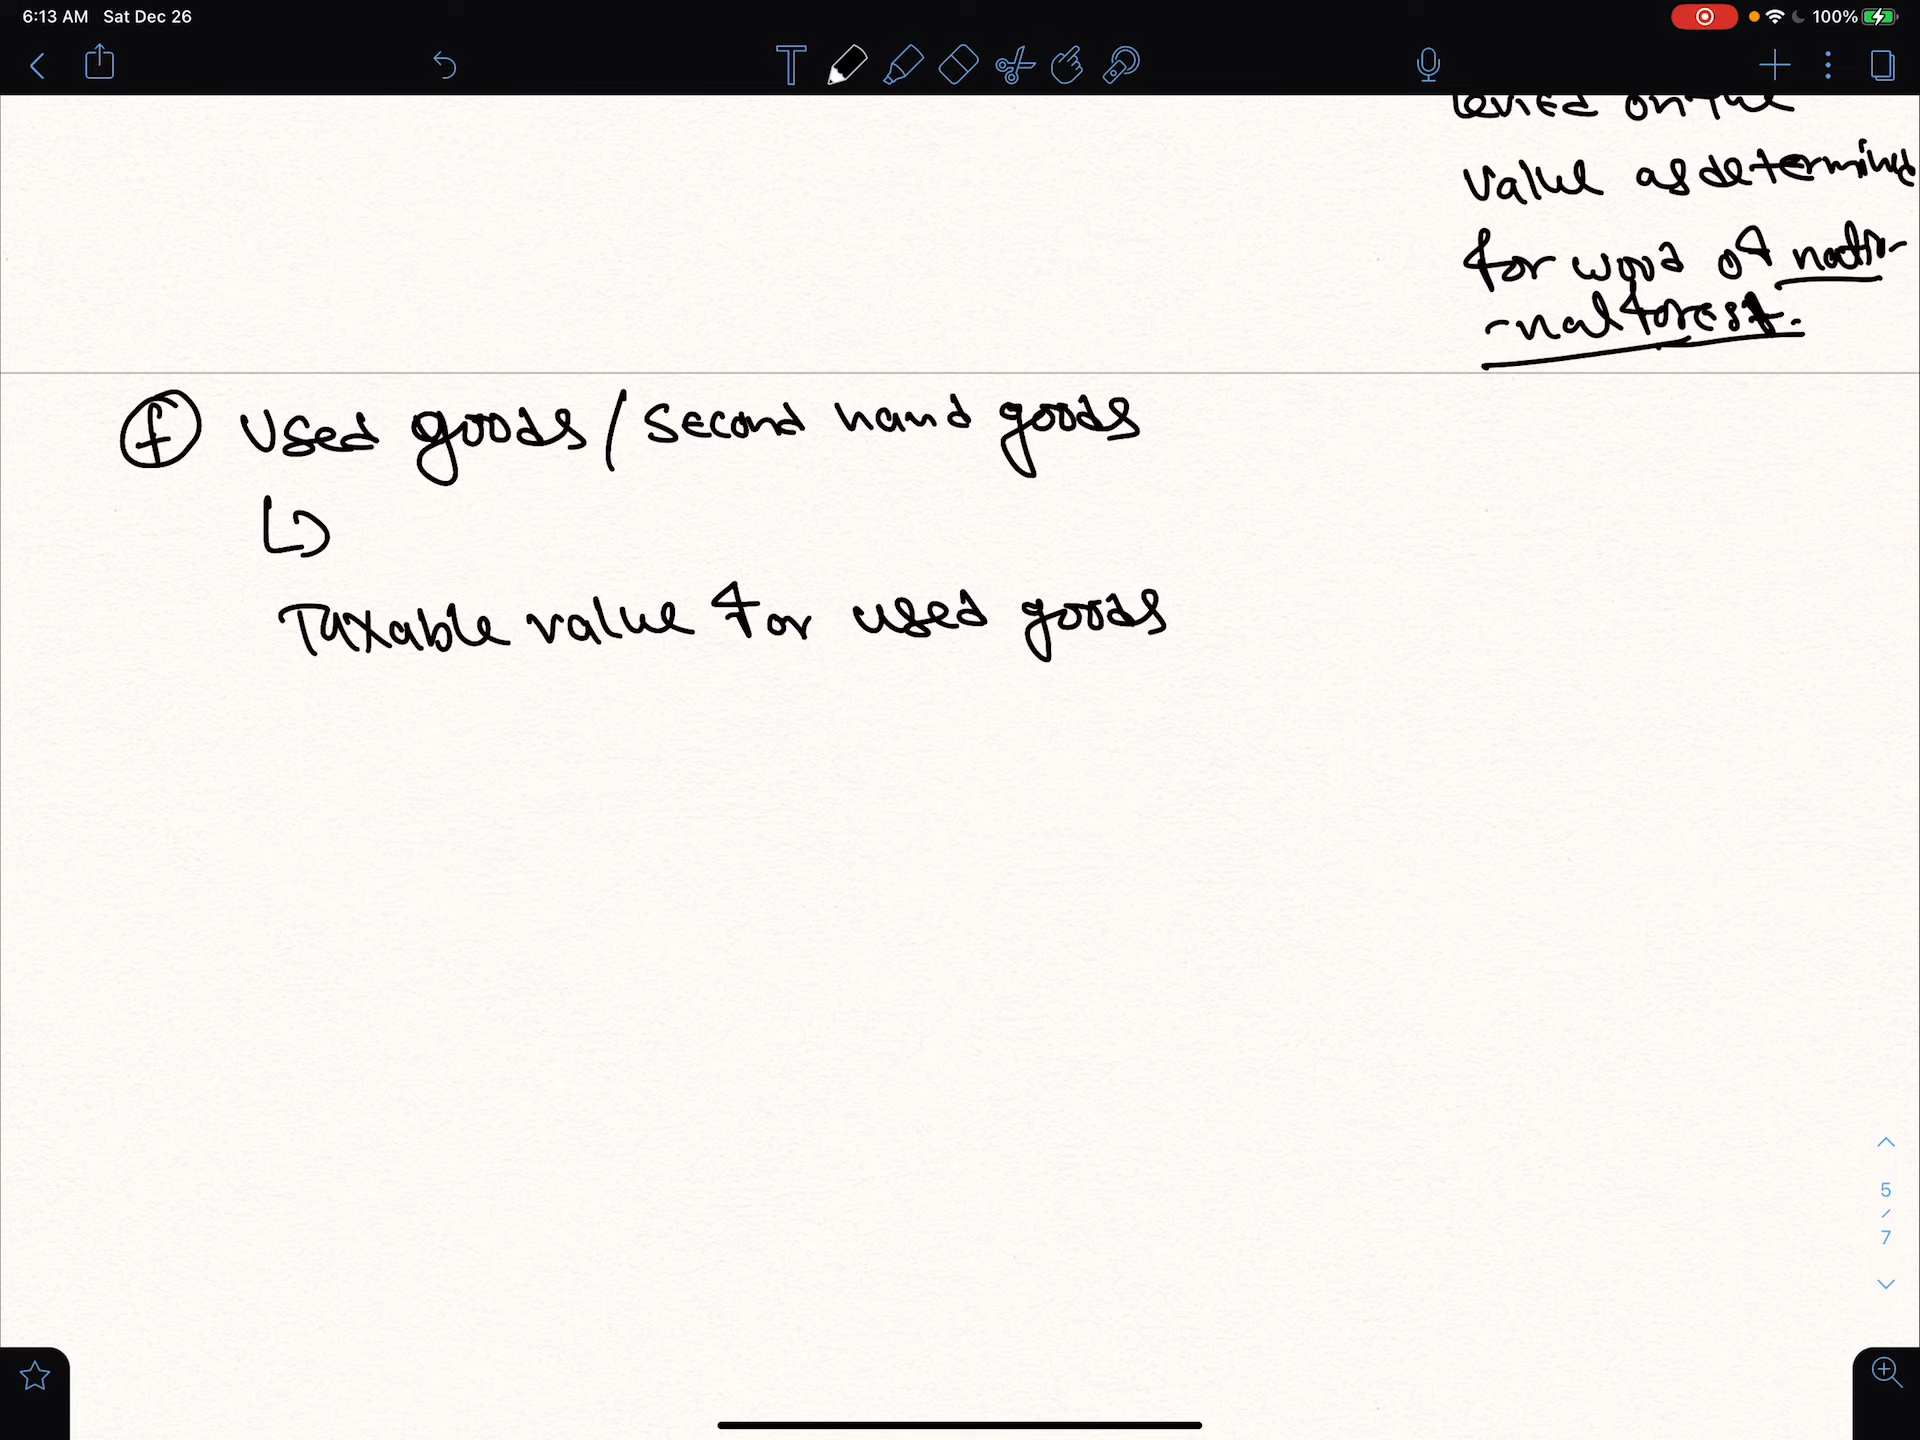 6:13 AM Sat Dec 26
100%
levied on the
value as determined
for wood of natio-
-nal forest.
(f) Used goods / second hand goods
Taxable value for used goods
5
/
7